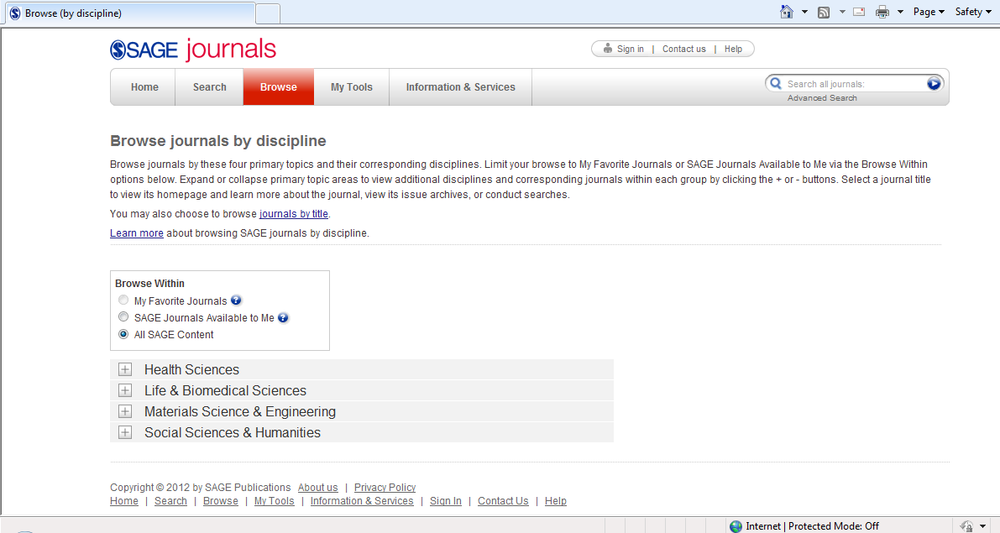 Browse (by discipline)
Page Safety
SAGE journals
Sign in | Contact us | Help
Home Search Browse My Tools Information & Services
Search all journals:
Advanced Search
Browse journals by discipline
Browse journals by these four primary topics and their corresponding disciplines. Limit your browse to My Favorite Journals or SAGE Journals Available to Me via the Browse Within
options below. Expand or collapse primary topic areas to view additional disciplines and corresponding journals within each group by clicking the + or - buttons. Select a journal title
to view its homepage and learn more about the journal, view its issue archives, or conduct searches.
You may also choose to browse journals by title.
Learn more about browsing SAGE journals by discipline.
Browse Within
My Favorite Journals ?
SAGE Journals Available to Me ?
All SAGE Content
+ Health Sciences
+ Life & Biomedical Sciences
+ Materials Science & Engineering
+ Social Sciences & Humanities
Copyright © 2012 by SAGE Publications About us | Privacy Policy
Home | Search | Browse | My Tools | Information & Services | Sign In | Contact Us | Help
Internet | Protected Mode: Off